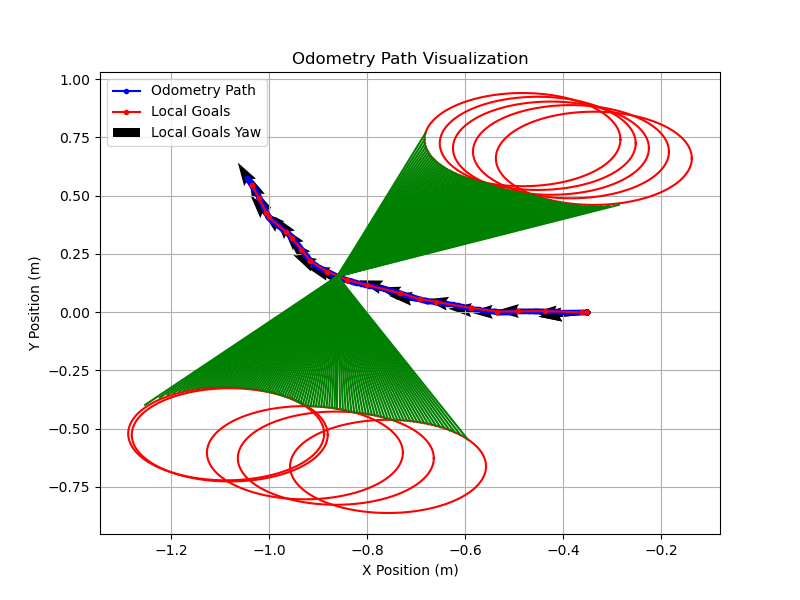 Odometry Path Visualization
Odometry Path
Local Goals
Local Goals Yaw
1.00
0.75
0.50
0.25
0.00
−0.25
−0.50
−0.75
Y Position (m)
−1.2
−1.0
−0.8
−0.6
−0.4
−0.2
X Position (m)